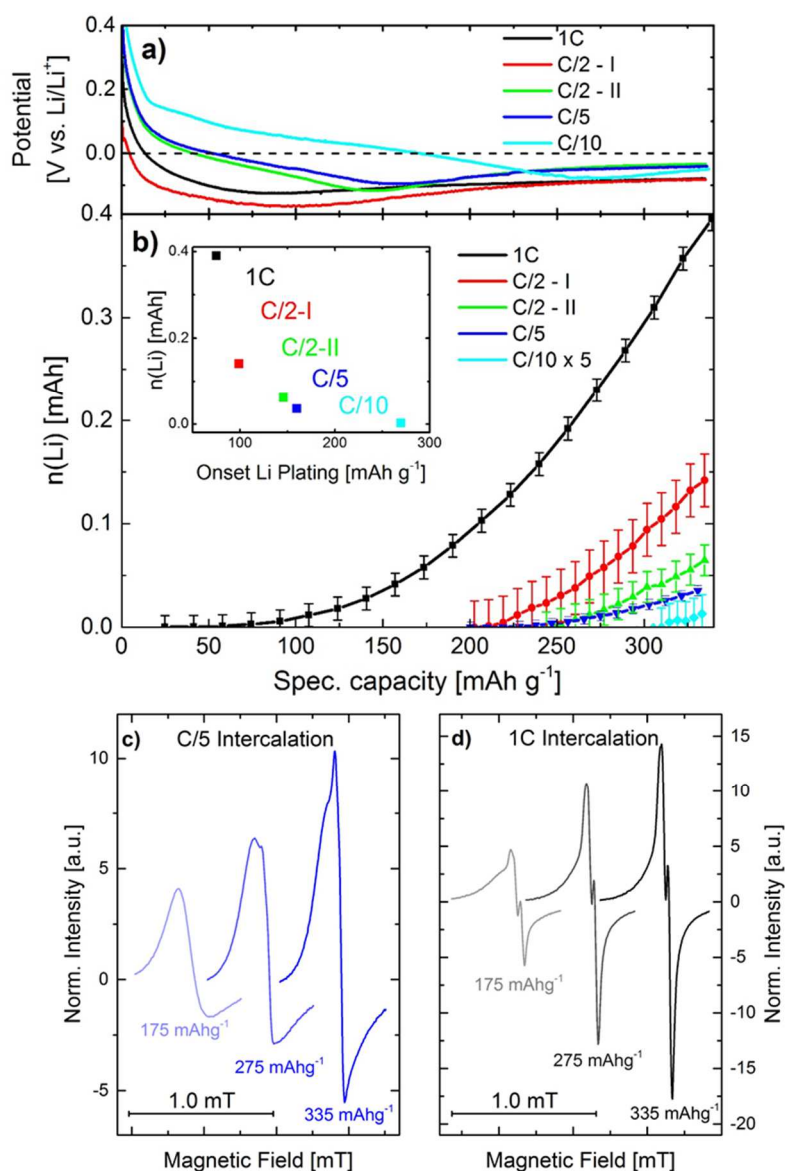 a)
1C
C/2 - I
C/2 - II
C/5
C/10
Potential
[V vs. Li/Li⁺]
0.4
0.2
0.0
0.4
b)
1C
C/2 - I
C/2 - II
C/5
C/10 x 5
n(Li) [mAh]
0.3
0.2
0.1
0.0
n(Li) [mAh]
0.4
0.2
0.0
1C
C/2-I
C/2-II
C/5
C/10
100 200 300
Onset Li Plating [mAh g⁻¹]
0 50 100 150 200 250 300
Spec. capacity [mAh g⁻¹]
c) C/5 Intercalation
Norm. Intensity [a.u.]
10
5
0
-5
175 mAhg⁻¹
275 mAhg⁻¹
335 mAhg⁻¹
1.0 mT
Magnetic Field [mT]
d) 1C Intercalation
15
10
5
0
-5
-10
-15
-20
Norm. Intensity [a.u.]
175 mAhg⁻¹
275 mAhg⁻¹
335 mAhg⁻¹
1.0 mT
Magnetic Field [mT]